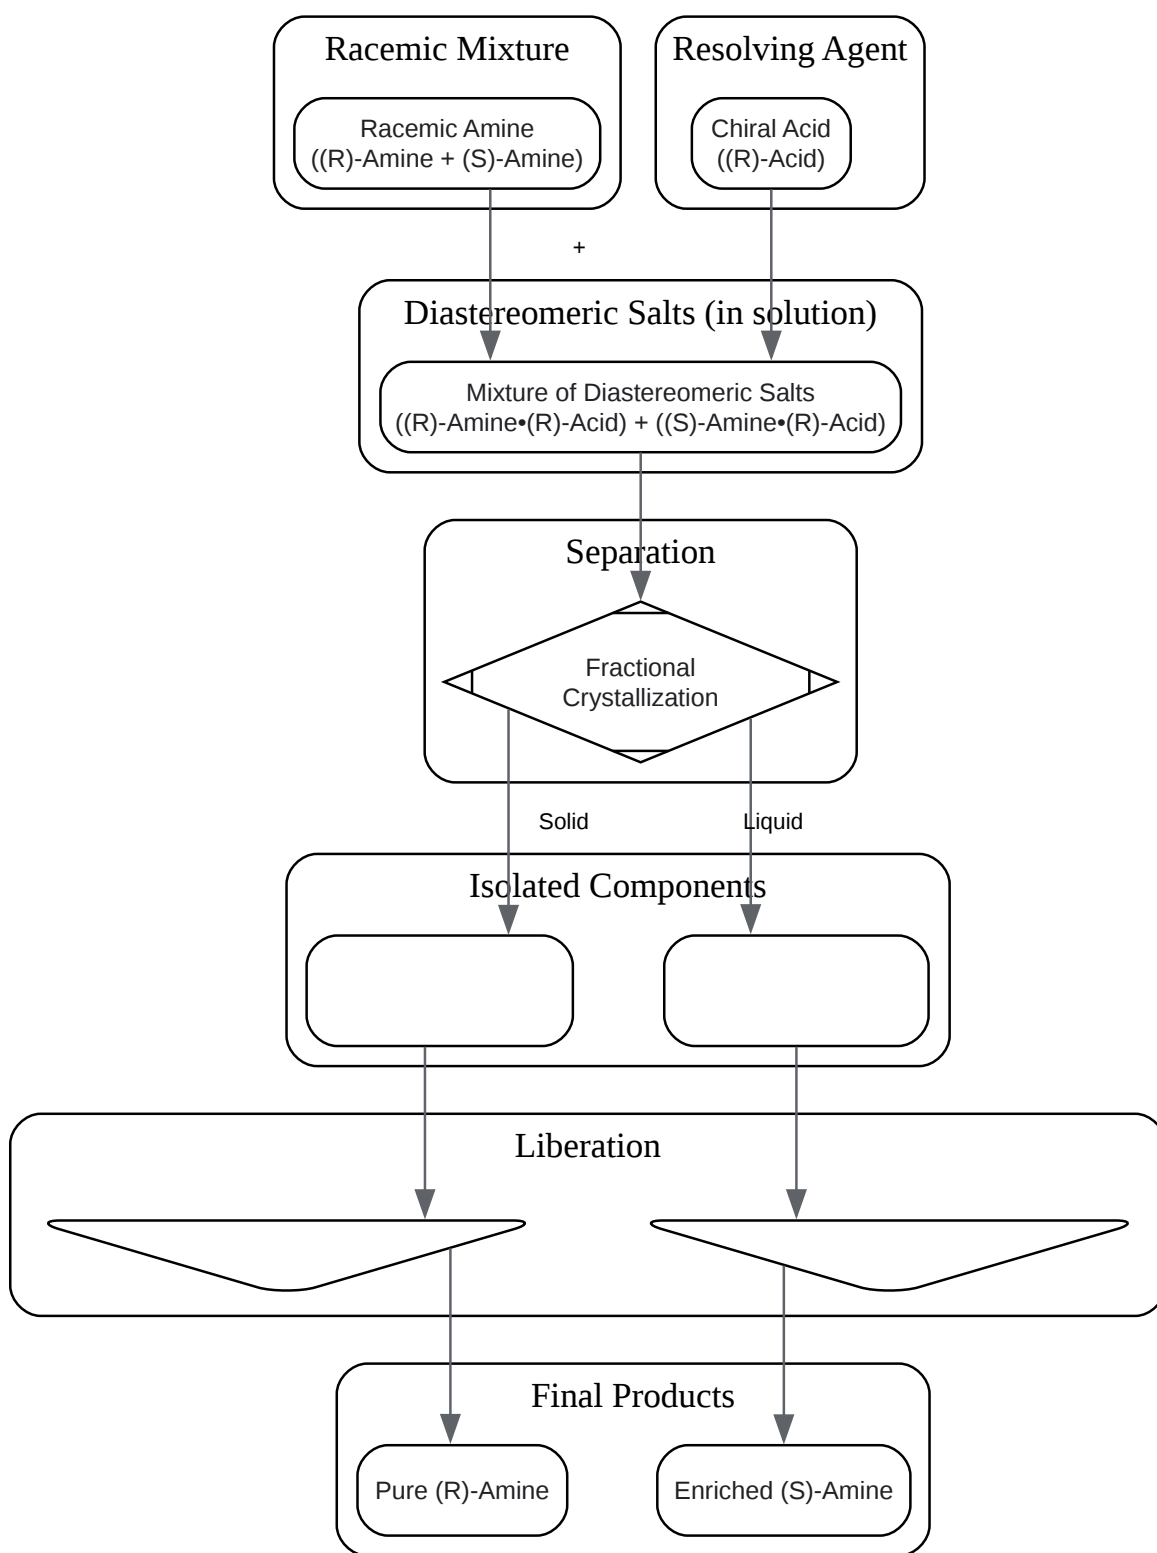 Racemic Mixture
Resolving Agent
Racemic Amine
((R)-Amine + (S)-Amine)
Chiral Acid
((R)-Acid)
+
Diastereomeric Salts (in solution)
Mixture of Diastereomeric Salts
((R)-Amine•(R)-Acid) + ((S)-Amine•(R)-Acid)
Separation
Fractional
Crystallization
Solid
Liquid
Isolated Components
Liberation
Final Products
Pure (R)-Amine
Enriched (S)-Amine